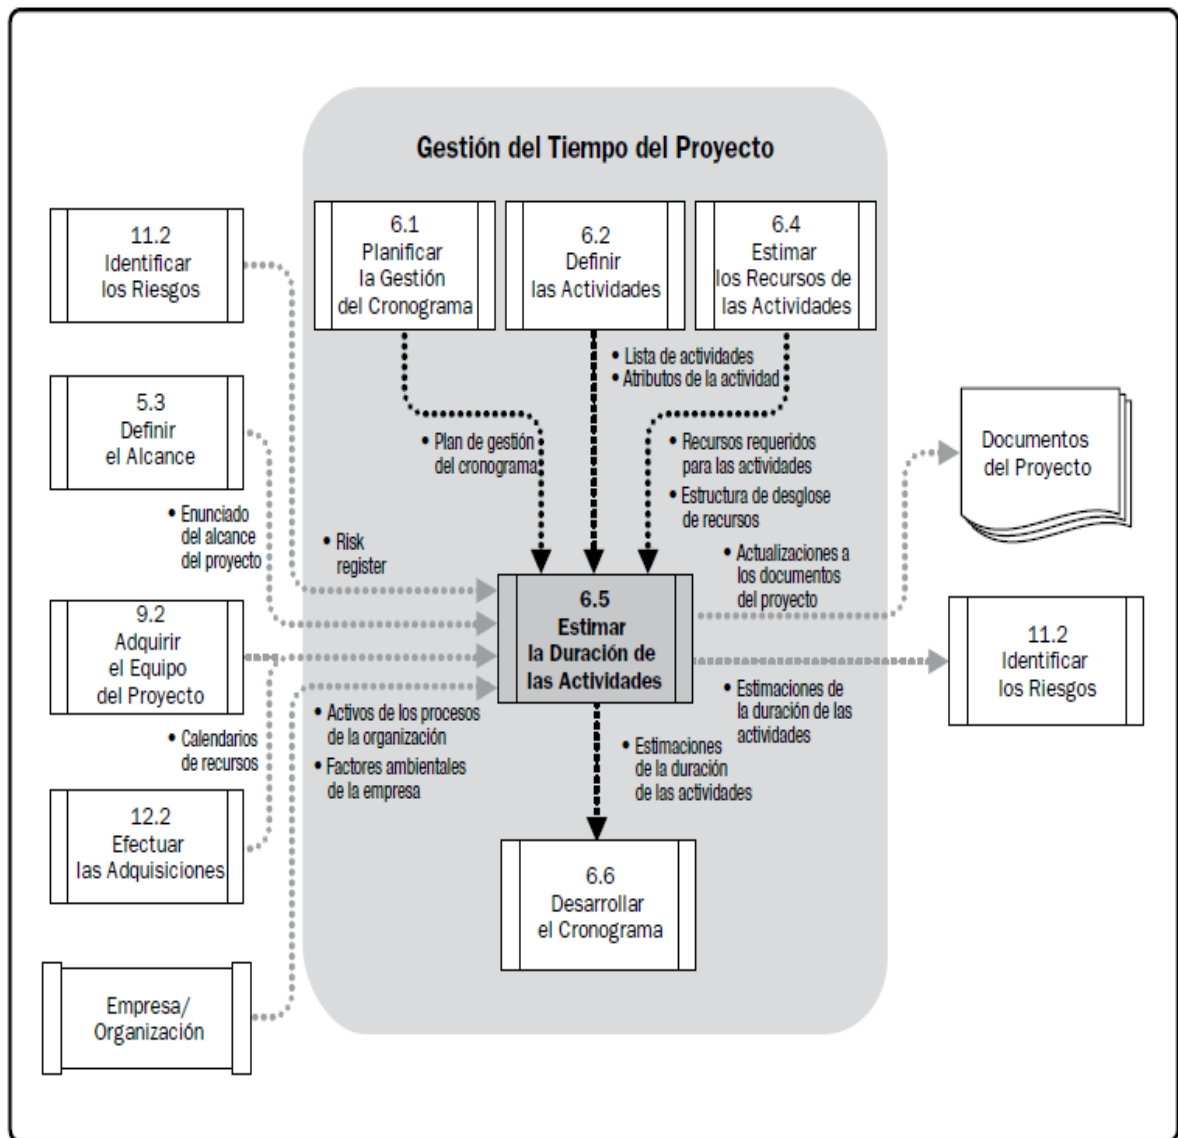 Gestión del Tiempo del Proyecto
11.2
Identificar
los Riesgos
6.1
Planificar
la Gestión
del Cronograma
6.2
Definir
las Actividades
6.4
Estimar
los Recursos de
las Actividades
• Lista de actividades
• Atributos de la actividad
5.3
Definir
el Alcance
• Plan de gestión
del cronograma
• Recursos requeridos
para las actividades
• Estructura de desglose
de recursos
Documentos
del Proyecto
• Enunciado
del alcance
del proyecto
• Risk
register
• Actualizaciones a
los documentos
del proyecto
9.2
Adquirir
el Equipo
del Proyecto
6.5
Estimar
la Duración de
las Actividades
11.2
Identificar
los Riesgos
• Calendarios
de recursos
• Activos de los procesos
de la organización
• Factores ambientales
de la empresa
• Estimaciones
de la duración
de las actividades
• Estimaciones de
la duración de las
actividades
12.2
Efectuar
las Adquisiciones
6.6
Desarrollar
el Cronograma
Empresa/
Organización